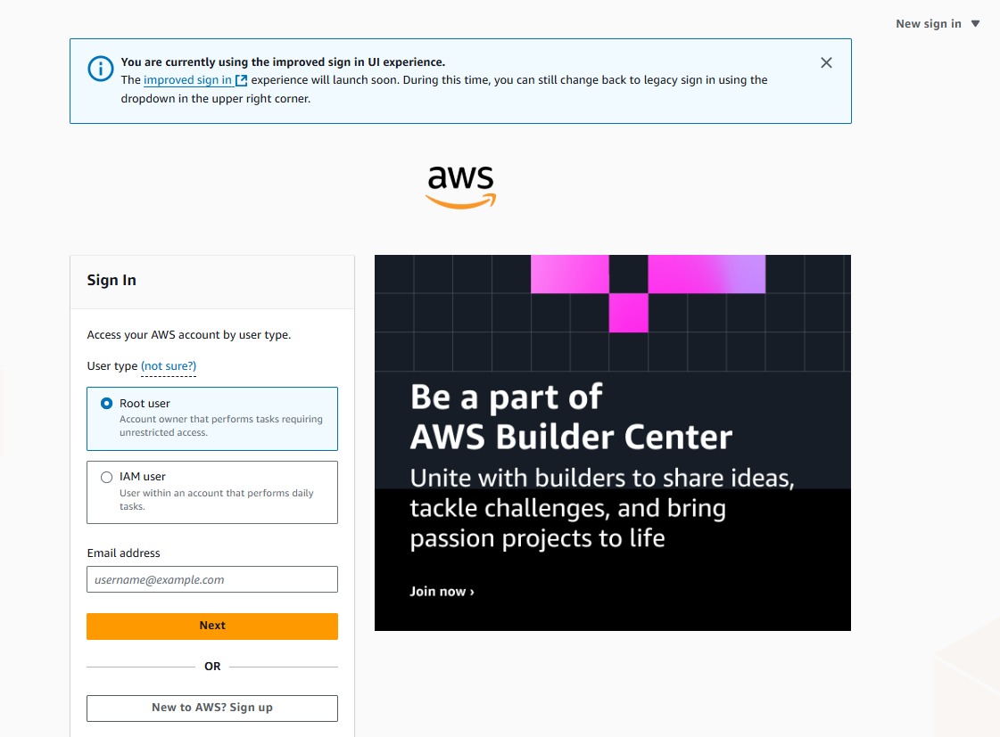 New sign in
You are currently using the improved sign in UI experience.
The improved sign in experience will launch soon. During this time, you can still change back to legacy sign in using the
dropdown in the upper right corner.
aws
Sign In
Access your AWS account by user type.
User type (not sure?)
Root user
Account owner that performs tasks requiring
unrestricted access.
IAM user
User within an account that performs daily
tasks.
Email address
username@example.com
Next
OR
New to AWS? Sign up
Be a part of
AWS Builder Center
Unite with builders to share ideas,
tackle challenges, and bring
passion projects to life
Join now ›